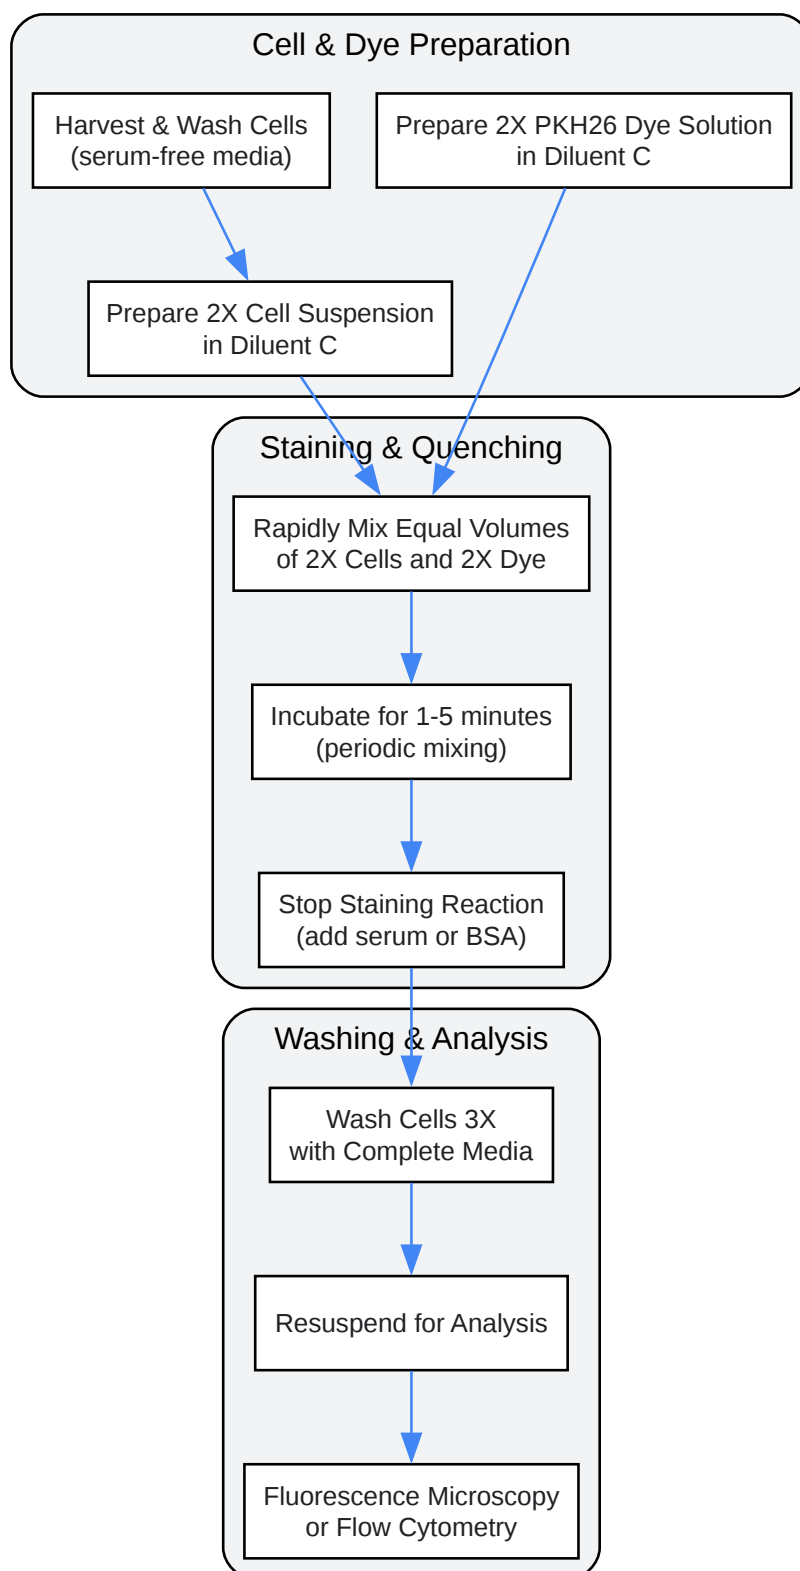 Cell & Dye Preparation
Harvest & Wash Cells
(serum-free media)
Prepare 2X PKH26 Dye Solution
in Diluent C
Prepare 2X Cell Suspension
in Diluent C
Staining & Quenching
Rapidly Mix Equal Volumes
of 2X Cells and 2X Dye
Incubate for 1-5 minutes
(periodic mixing)
Stop Staining Reaction
(add serum or BSA)
Washing & Analysis
Wash Cells 3X
with Complete Media
Resuspend for Analysis
Fluorescence Microscopy
or Flow Cytometry